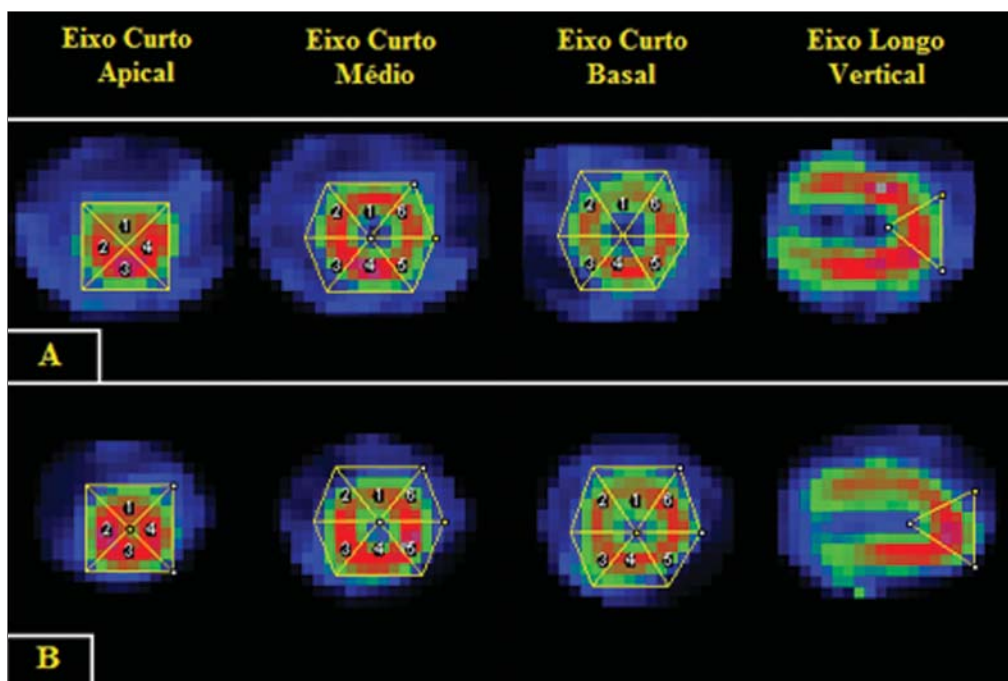 Eixo Curto
Apical
Eixo Curto
Médio
Eixo Curto
Basal
Eixo Longo
Vertical
1
2 4
3
2 1 6
3 4 5
2 1 6
3 4 5
A
1
2 4
3
2 1 6
3 4 5
2 1 6
3 4 5
B